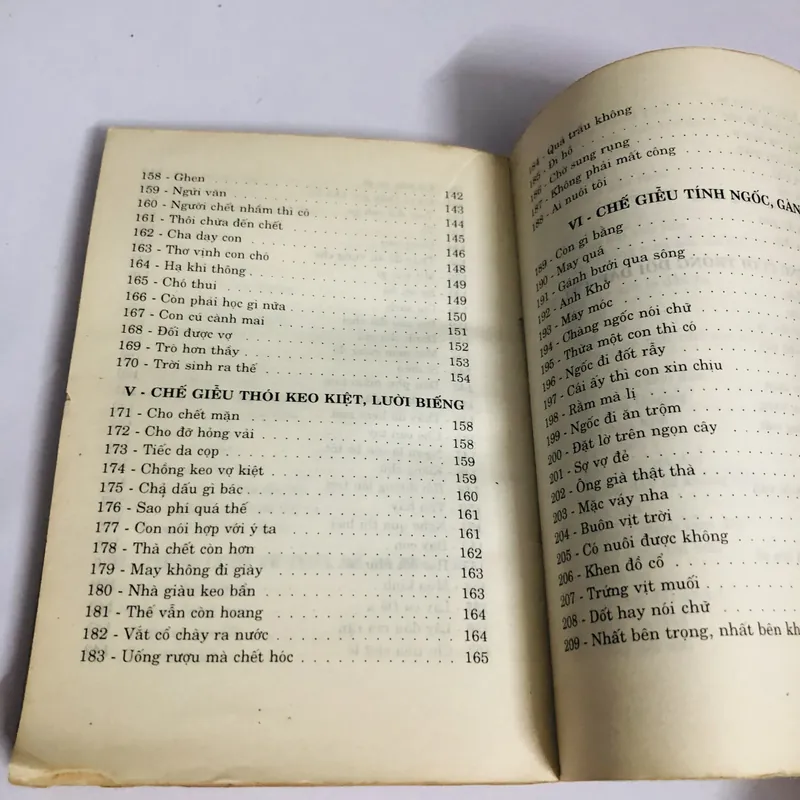 158 - Ghen . . . . . . . . . . . . . . . . . . . . 142
159 - Ngửi văn . . . . . . . . . . . . . . . . . . . . 143
160 - Người chết nhầm thì có . . . . . . . . . . . . 144
161 - Thôi chưa đến chết . . . . . . . . . . . . . . 145
162 - Cha dạy con . . . . . . . . . . . . . . . . . . 146
163 - Thơ vịnh con chó . . . . . . . . . . . . . . . 148
164 - Hạ khí thông . . . . . . . . . . . . . . . . . 149
165 - Chó thui . . . . . . . . . . . . . . . . . . . . 149
166 - Còn phải học gì nữa . . . . . . . . . . . . . . 150
167 - Con cú cành mai . . . . . . . . . . . . . . . . 151
168 - Đổi được vợ . . . . . . . . . . . . . . . . . . 152
169 - Trò hơn thầy . . . . . . . . . . . . . . . . . . 153
170 - Trời sinh ra thế . . . . . . . . . . . . . . . . 154
V - CHẾ GIỄU THÓI KEO KIỆT, LƯỜI BIẾNG
171 - Cho chết mặn . . . . . . . . . . . . . . . . . . 158
172 - Cho đỡ hóng vải . . . . . . . . . . . . . . . . 158
173 - Tiếc da cọp . . . . . . . . . . . . . . . . . . 159
174 - Chồng keo vợ kiệt . . . . . . . . . . . . . . . 159
175 - Chả dấu gì bác . . . . . . . . . . . . . . . . . 160
176 - Sao phí quá thế . . . . . . . . . . . . . . . . 161
177 - Con nói hợp với ý ta . . . . . . . . . . . . . . 161
178 - Thà chết còn hơn . . . . . . . . . . . . . . . . 162
179 - May không đi giày . . . . . . . . . . . . . . . 163
180 - Nhà giàu keo bẩn . . . . . . . . . . . . . . . . 163
181 - Thế vẫn còn hoang . . . . . . . . . . . . . . . 164
182 - Vắt cổ chày ra nước . . . . . . . . . . . . . . 164
183 - Uống rượu mà chết hóc . . . . . . . . . . . . . 165
184 - Quả trấu không . . . . . . . .
185 - Đi bộ . . . . . . . .
186 - Chờ sung rụng . . . . . . . .
187 - Không phải mất công . . . . . . . .
188 - Ai nuôi tôi . . . . . . . .
VI - CHẾ GIỄU TÍNH NGỐC, GÀN
189 - Con gì bằng . . . . . . . .
190 - May quá . . . . . . . .
191 - Gánh bưởi qua sông . . . . . . . .
192 - Anh Khờ . . . . . . . .
193 - Máy móc . . . . . . . .
194 - Chàng ngốc nói chữ . . . . . . . .
195 - Thừa một con thì có . . . . . . . .
196 - Ngốc đi đốt rẫy . . . . . . . .
197 - Cái ấy thì con xin chịu . . . . . . . .
198 - Rằm mà lị . . . . . . . .
199 - Ngốc đi ăn trộm . . . . . . . .
200 - Đặt lờ trên ngọn cây . . . . . . . .
201 - Sợ vợ đẻ . . . . . . . .
202 - Ông già thật thà . . . . . . . .
203 - Mặc váy nha . . . . . . . .
204 - Buôn vịt trời . . . . . . . .
205 - Có nuôi được không . . . . . . . .
206 - Khen đồ cổ . . . . . . . .
207 - Trứng vịt muối . . . . . . . .
208 - Dốt hay nói chữ . . . . . . . .
209 - Nhất bên trọng, nhất bên kh